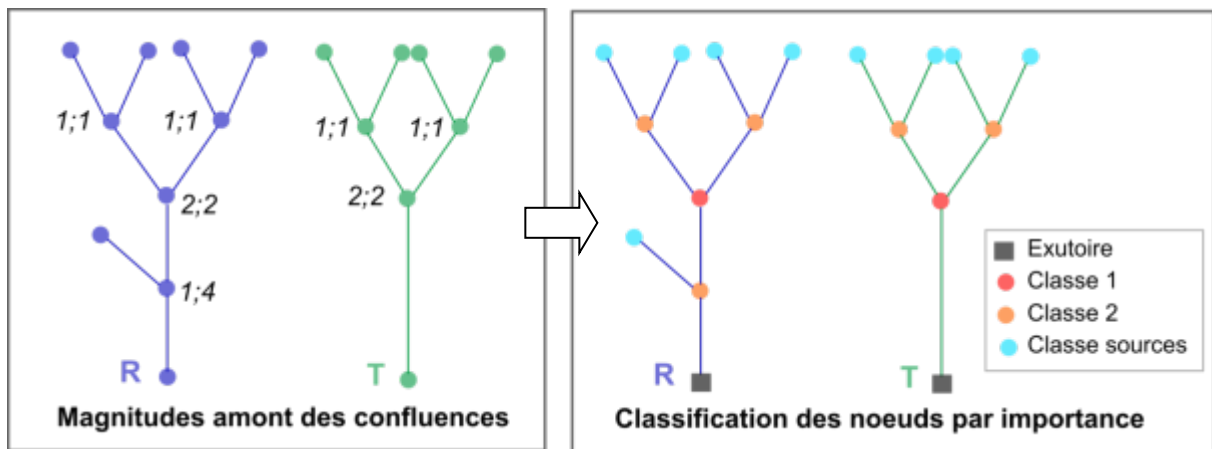 1;1
1;1
2;2
1;4
R
1;1
1;1
2;2
T
Magnitudes amont des confluences
R
T
Exutoire
Classe 1
Classe 2
Classe sources
Classification des noeuds par importance